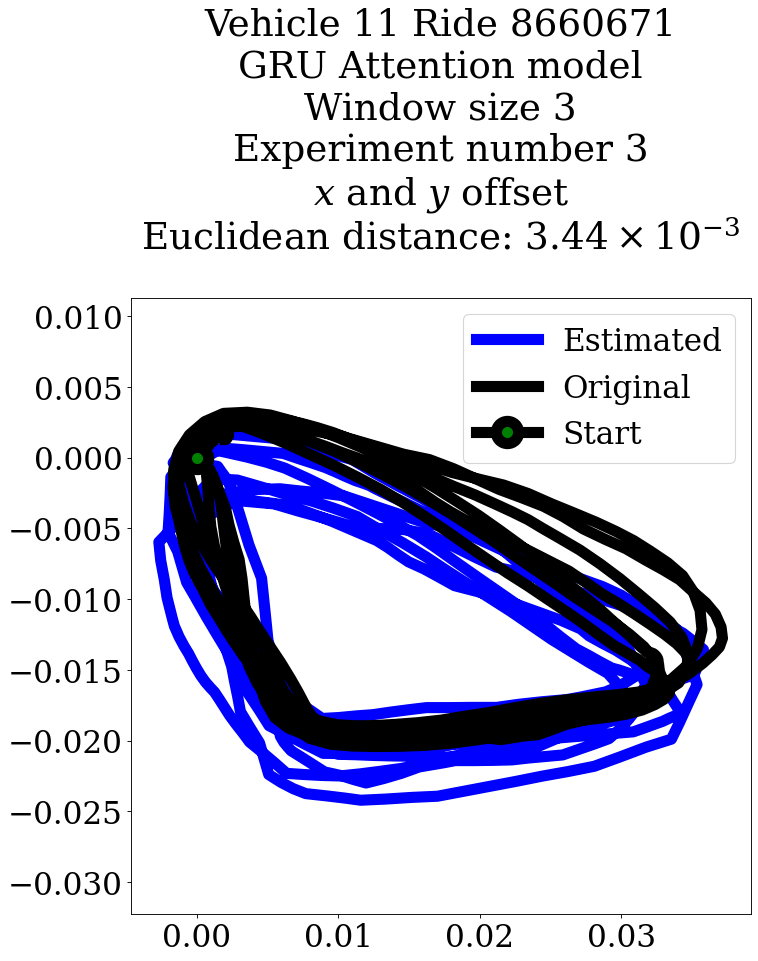 Vehicle 11 Ride 8660671
GRU Attention model
Window size 3
Experiment number 3
x and y offset
Euclidean distance: 3.44 × 10⁻³
Estimated
Original
Start
0.010
0.005
0.000
−0.005
−0.010
−0.015
−0.020
−0.025
−0.030
0.00 0.01 0.02 0.03